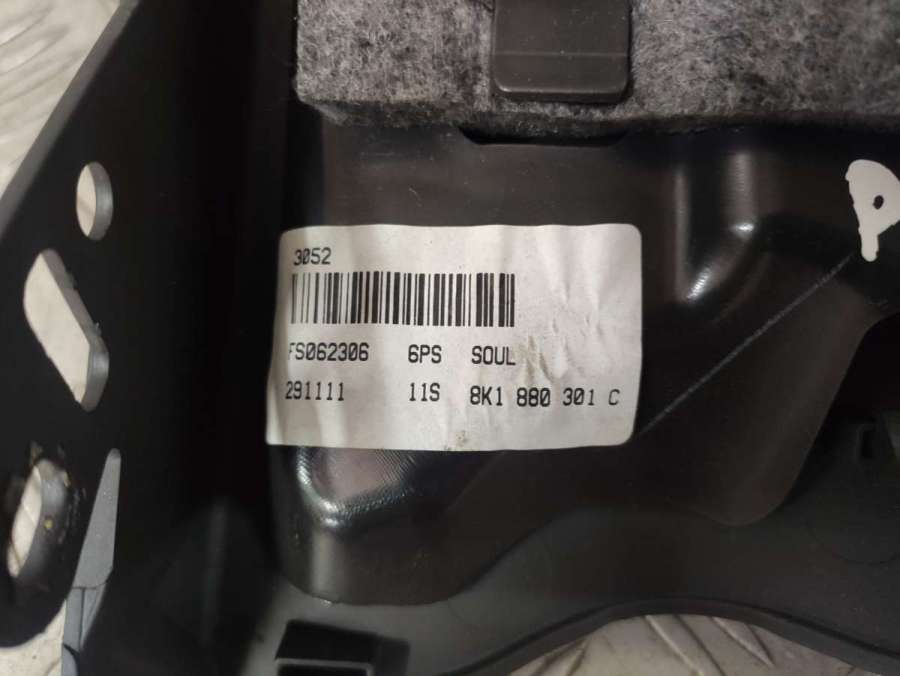 3052
FS062306 6PS SOUL
291111 11S 8K1 880 301 C
P